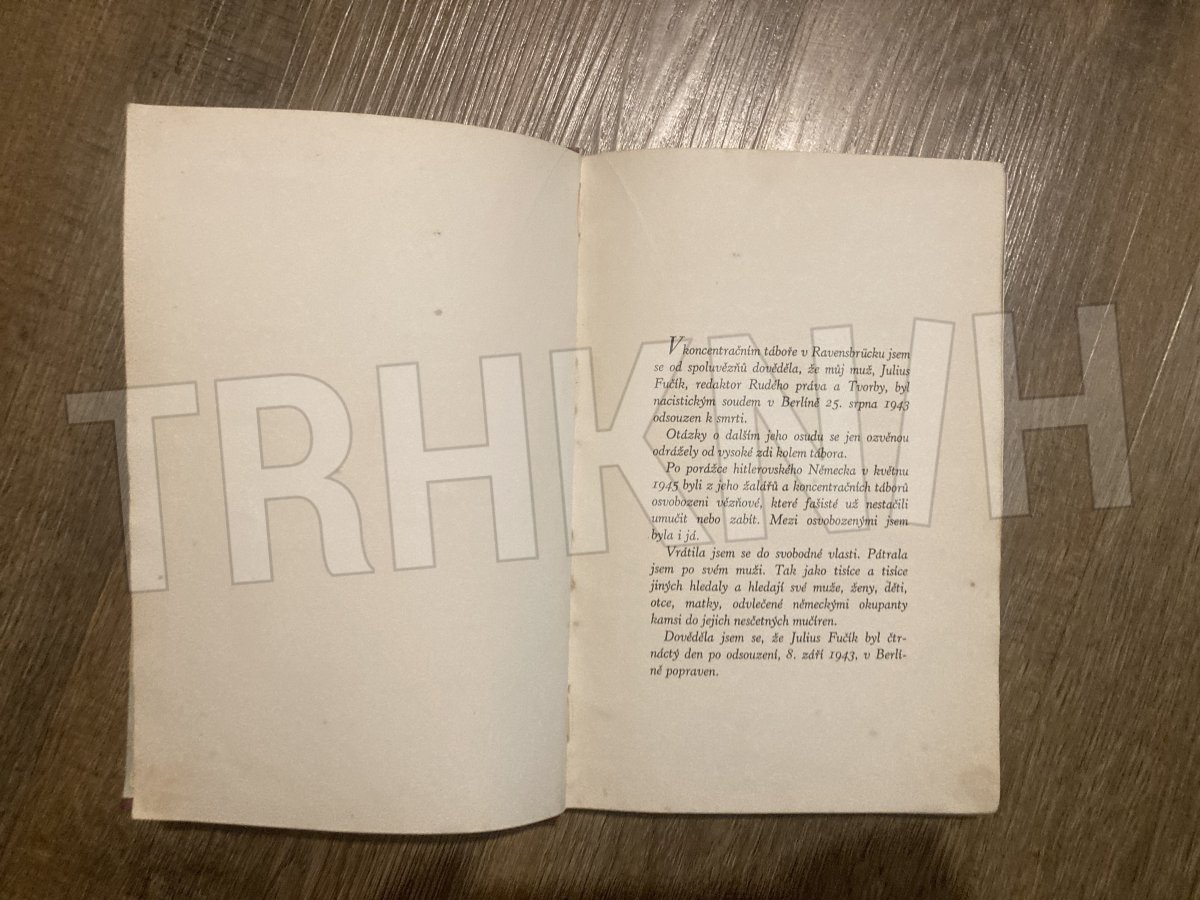 V koncentračním táboře v Ravensbrücku jsem
se od spoluvězňů dověděla, že můj muž, Julius
Fučík, redaktor Rudého práva a Tvorby, byl
nacistickým soudem v Berlíně 25. srpna 1943
odsouzen k smrti.
Otázky o dalším jeho osudu se jen ozvěnou
odrážely od vysoké zdi kolem tábora.
Po porážce hitlerovského Německa v květnu
1945 byli z jeho žalářů a koncentračních táborů
osvobozeni vězňové, které fašisté už nestačili
umučit nebo zabít. Mezi osvobozenými jsem
byla i já.
Vrátila jsem se do svobodné vlasti. Pátrala
jsem po svém muži. Tak jako tisíce a tisíce
jiných hledaly a hledají své muže, ženy, děti,
otce, matky, odvlečené německými okupanty
kamsi do jejich nesčetných mučíren.
Dověděla jsem se, že Julius Fučík byl čtr-
náctý den po odsouzení, 8. září 1943, v Berlí-
ně popraven.
TRHKNIH